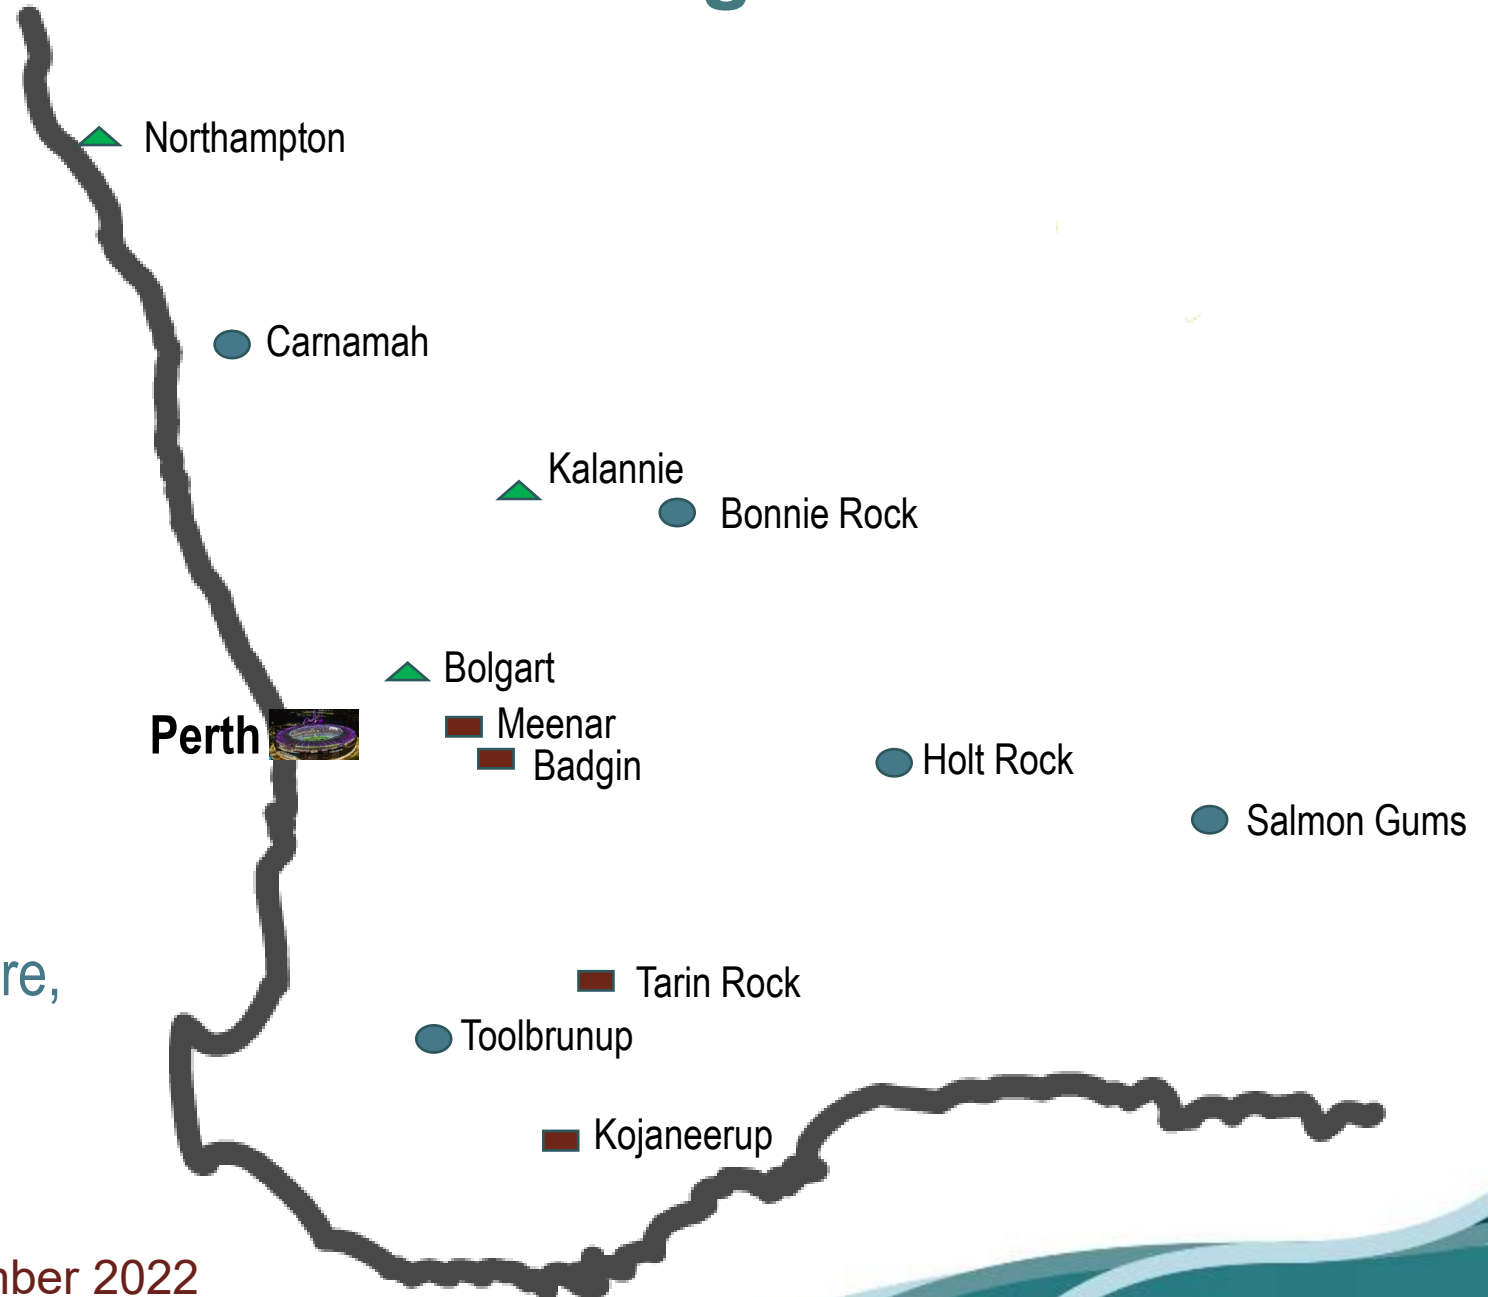 Northampton
Carnamah
Kalannie
Bonnie Rock
Bolgart
Meenar
Perth
Badgin
Holt Rock
Salmon Gums
re,
Tarin Rock
Toolbrunup
Kojaneerup
2022